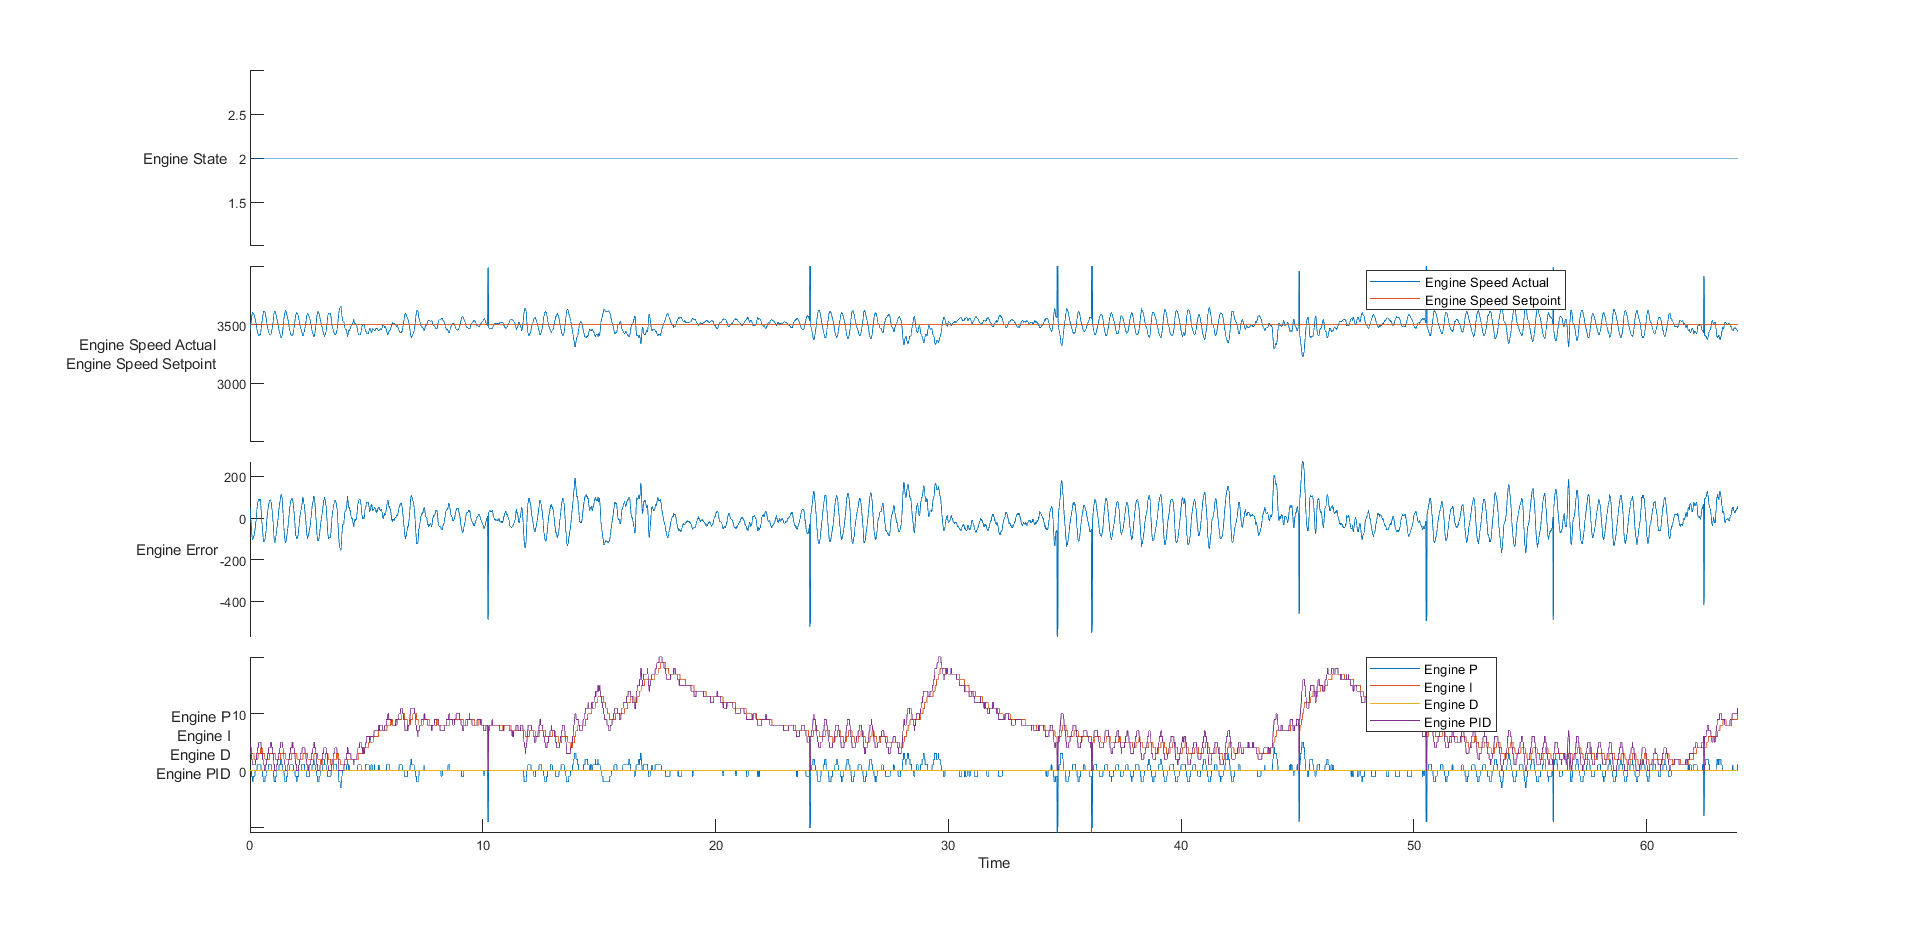 2.5
Engine State 2
1.5
Engine Speed Actual
Engine Speed Setpoint
3500
Engine Speed Actual
Engine Speed Setpoint
3000
200
0
-200
Engine Error
-400
Engine P
Engine I
Engine D
Engine PID
Engine P 10
Engine I
Engine D
Engine PID 0
0 10 20 30 40 50 60
Time